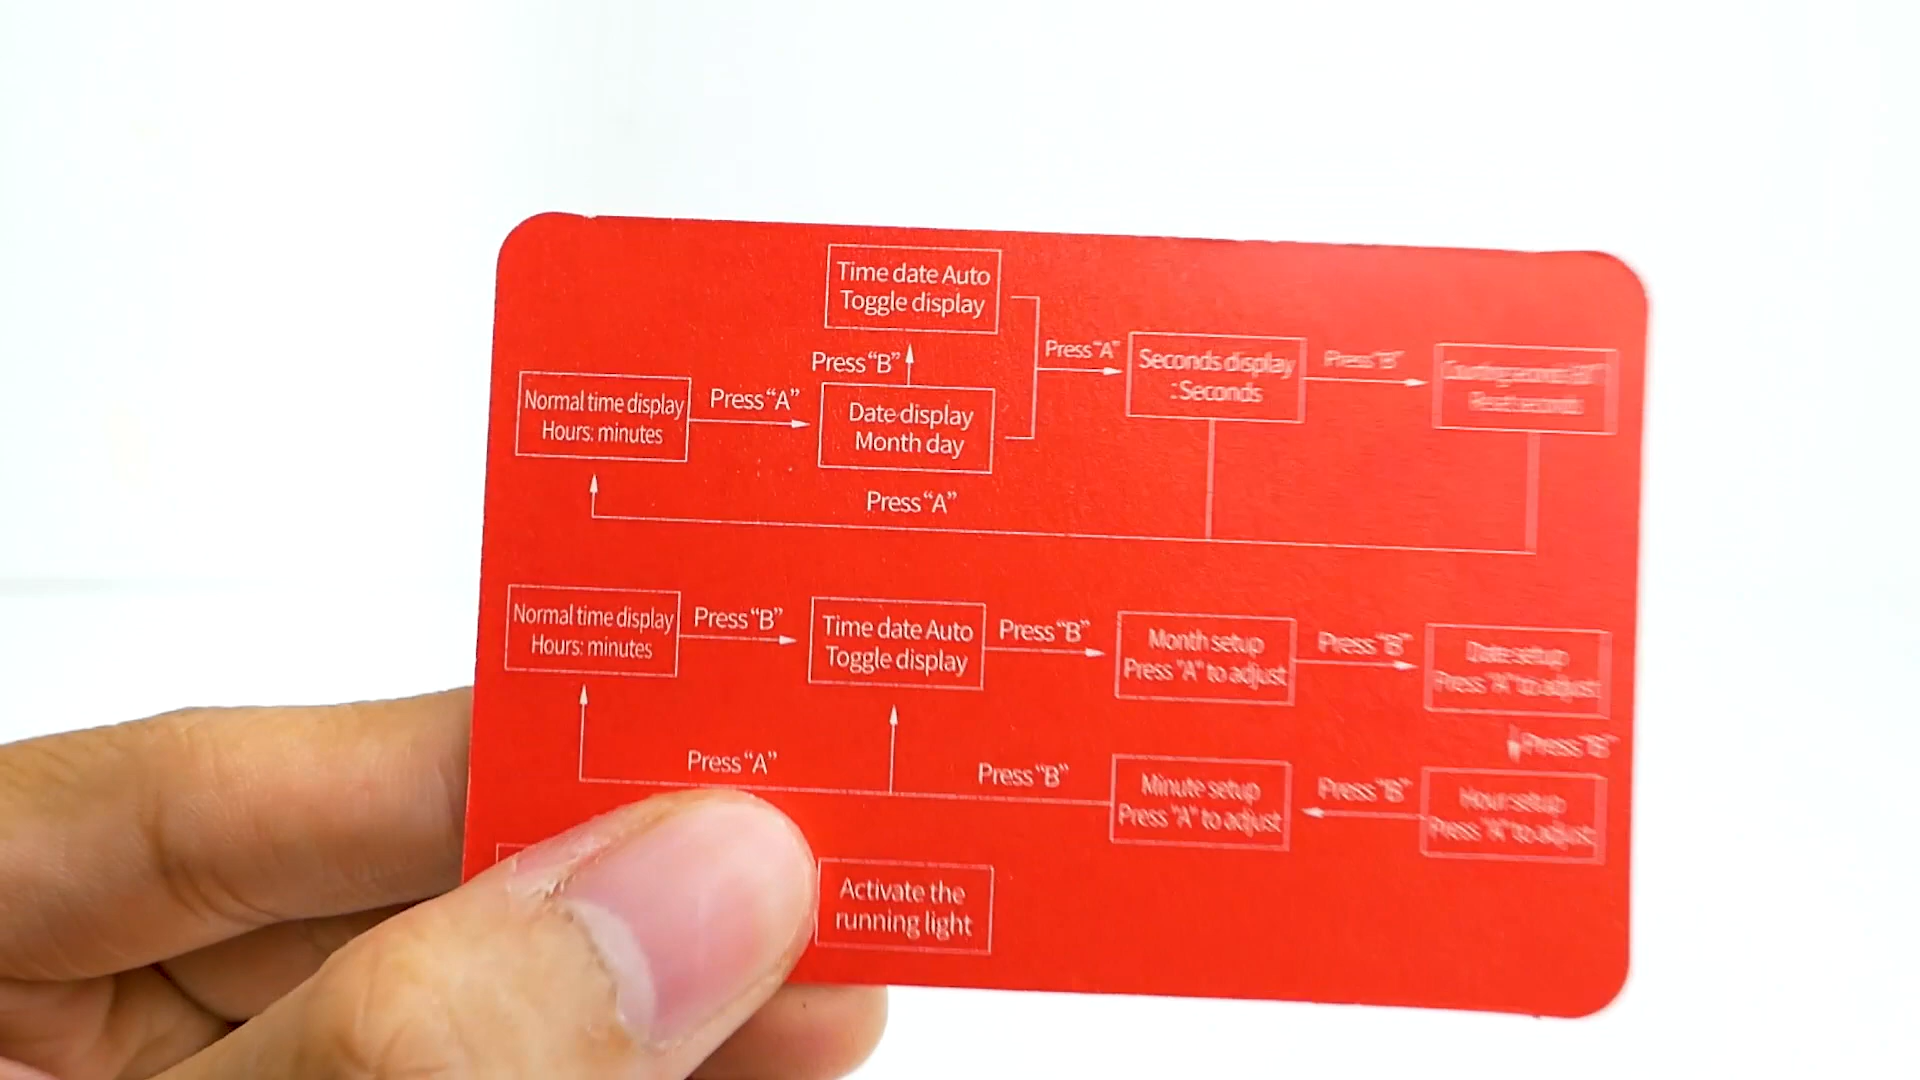 Time date Auto
Toggle display
Press “B”
Press “A”
Seconds display
:Seconds
Press “B”
Reset seconds
Normal time display
Hours: minutes
Press “A”
Date display
Month day
Press “A”
Normal time display
Hours: minutes
Press “B”
Time date Auto
Toggle display
Press “B”
Month setup
Press “A” to adjust
Press “B”
Date setup
Press “A” to adjust
Press “B”
Press “A”
Press “B”
Minute setup
Press “A” to adjust
Press “B”
Hour setup
Press “A” to adjust
Activate the
running light